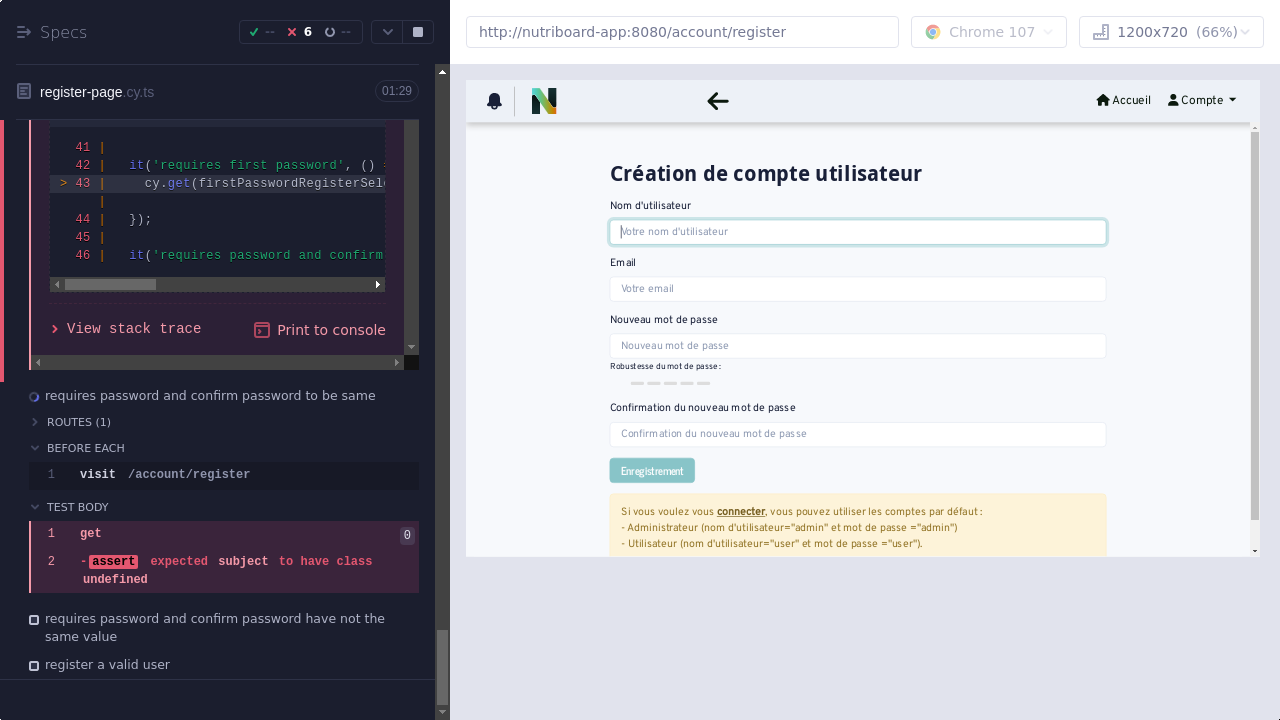 Specs
--
6
--
register-page.cy.ts
01:29
41 |
42 |   it('requires first password', ()
> 43 |     cy.get(firstPasswordRegisterSel
|
44 |   });
45 |
46 |   it('requires password and confirm
View stack trace
Print to console
requires password and confirm password to be same
ROUTES (1)
BEFORE EACH
1 visit /account/register
TEST BODY
1 get 0
2 -assert expected subject to have class
undefined
requires password and confirm password have not the
same value
register a valid user
http://nutriboard-app:8080/account/register
Chrome 107
1200x720 (66%)
Accueil
Compte
Création de compte utilisateur
Nom d'utilisateur
Votre nom d'utilisateur
Email
Votre email
Nouveau mot de passe
Nouveau mot de passe
Robustesse du mot de passe :
Confirmation du nouveau mot de passe
Confirmation du nouveau mot de passe
Enregistrement
Si vous voulez vous connecter, vous pouvez utiliser les comptes par défaut :
- Administrateur (nom d'utilisateur="admin" et mot de passe ="admin")
- Utilisateur (nom d'utilisateur="user" et mot de passe ="user").